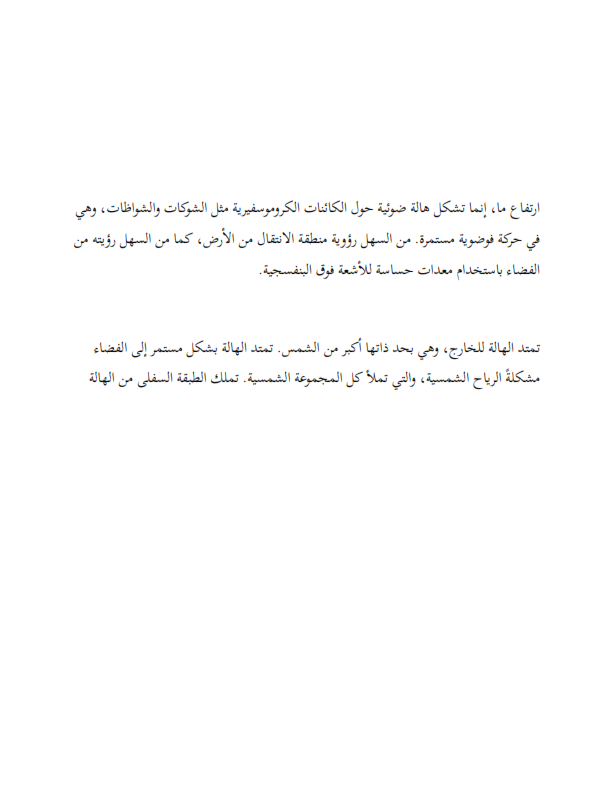 ارتفاع ما، إنما تشكل هالة ضوئية حول الكائنات الكروموسفيرية مثل الشوكات والشواظات، وهي
في حركة فوضوية مستمرة. من السهل رؤوية منطقة الانتقال من الأرض، كما من السهل رؤيته من
الفضاء باستخدام معدات حساسة للأشعة فوق البنفسجية.
تمتد الهالة للخارج، وهي بحد ذاتها أكبر من الشمس. تمتد الهالة بشكل مستمر إلى الفضاء
مشكلةً الرياح الشمسية، والتي تملأ كل المجموعة الشمسية. تملك الطبقة السفلى من الهالة